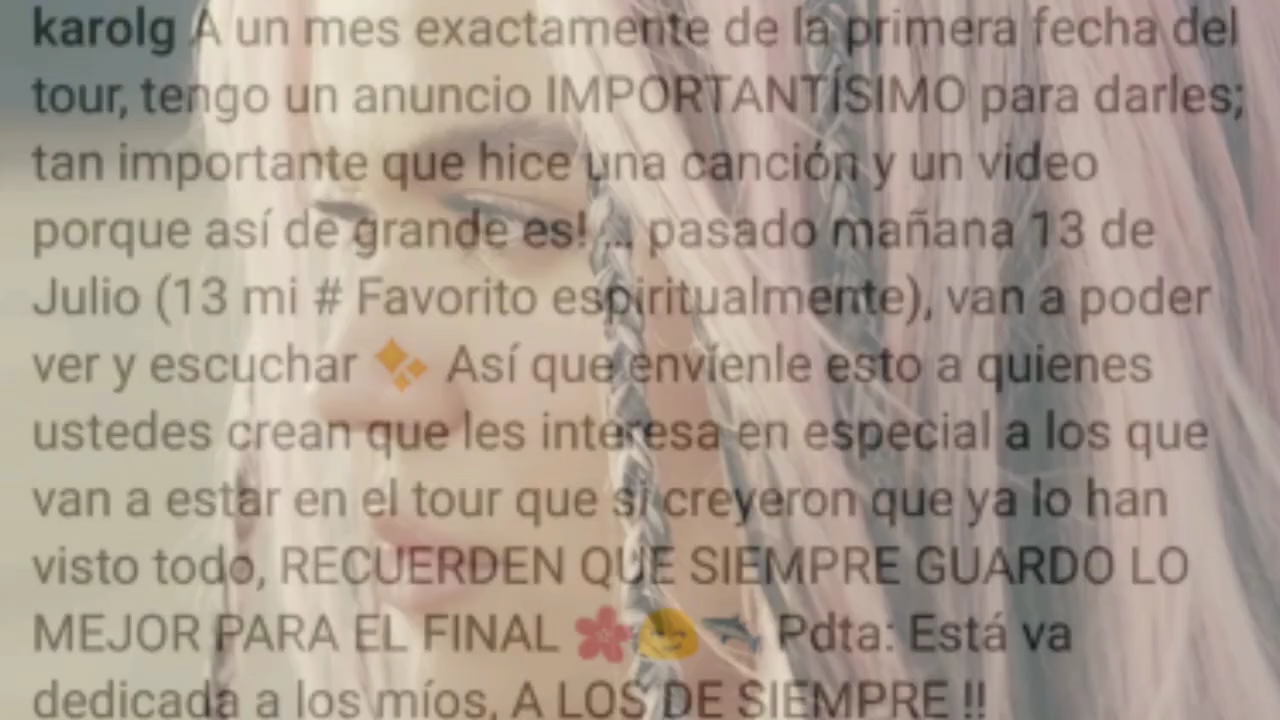 karolg A un mes exactamente de la primera fecha del
tour, tengo un anuncio IMPORTANTÍSIMO para darles;
tan importante que hice una canción y un video
porque así de grande es! ... pasado mañana 13 de
Julio (13 mi # Favorito espiritualmente), van a poder
ver y escuchar ✨ Así que envíenle esto a quienes
ustedes crean que les interesa en especial a los que
van a estar en el tour que si creyeron que ya lo han
visto todo, RECUERDEN QUE SIEMPRE GUARDO LO
MEJOR PARA EL FINAL 🌸😊🐬 Pdta: Está va
dedicada a los míos, A LOS DE SIEMPRE !!